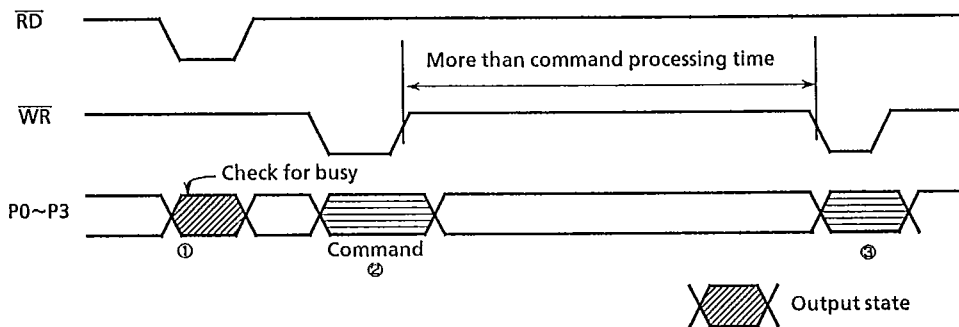 RD
More than command processing time
WR
Check for busy
P0~P3
①
Command
②
③
Output state